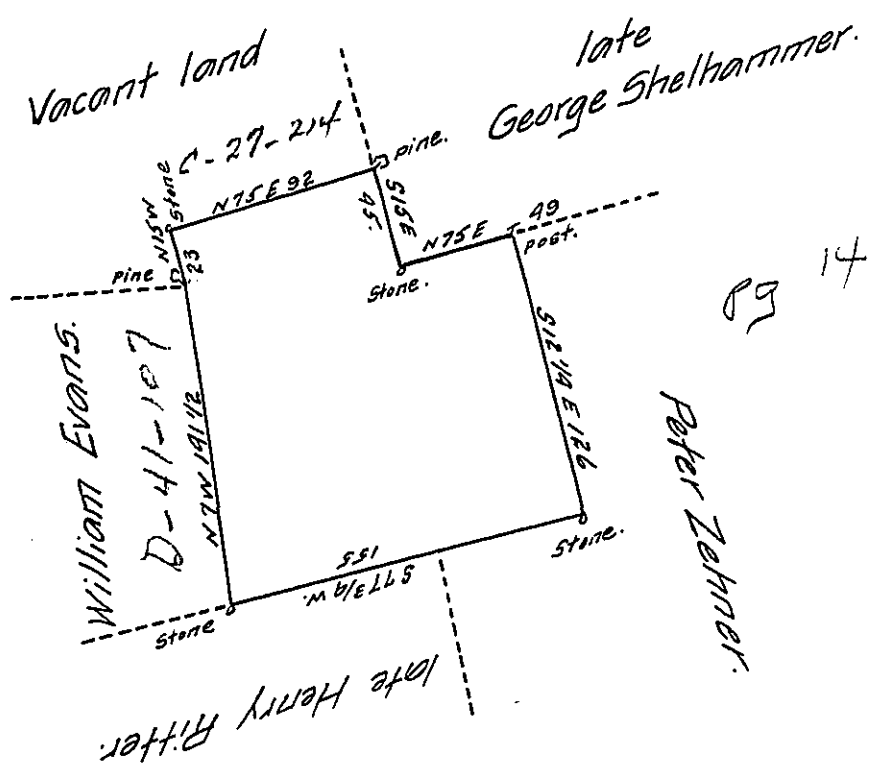 Vacant land
late
George Shelhammer.
C-27-214
Pine.
Stone
N15W
23
N75E 92
S15E
45.
N75E
49
Post.
Stone.
Pine
pg 14
William Evans.
D-41-107
N7W 191 1/2
S12 1/4 E 126
Peter Zehner.
Stone.
155
S77 3/4 W.
Stone
late Henry Ritter.